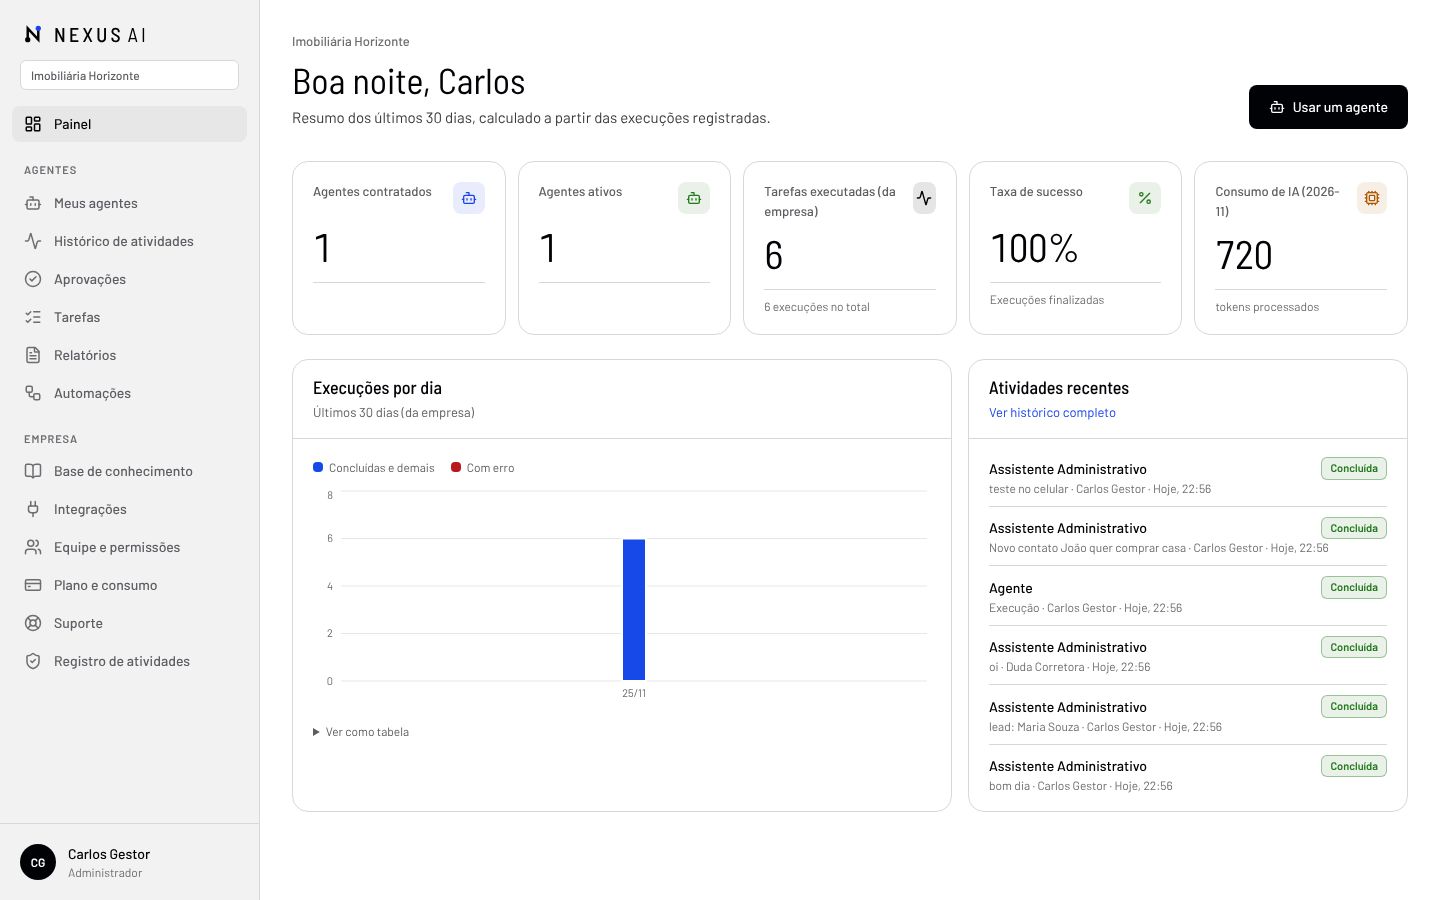 NEXUS AI
Imobiliária Horizonte
Painel
AGENTES
Meus agentes
Histórico de atividades
Aprovações
Tarefas
Relatórios
Automações
EMPRESA
Base de conhecimento
Integrações
Equipe e permissões
Plano e consumo
Suporte
Registro de atividades
CG
Carlos Gestor
Administrador
Imobiliária Horizonte
Boa noite, Carlos
Resumo dos últimos 30 dias, calculado a partir das execuções registradas.
Usar um agente
Agentes contratados
1
Agentes ativos
1
Tarefas executadas (da
empresa)
6
6 execuções no total
Taxa de sucesso
100%
Execuções finalizadas
Consumo de IA (2026-
11)
720
tokens processados
Execuções por dia
Últimos 30 dias (da empresa)
Concluídas e demais
Com erro
8
6
4
2
0
25/11
Ver como tabela
Atividades recentes
Ver histórico completo
Assistente Administrativo
Concluída
teste no celular · Carlos Gestor · Hoje, 22:56
Assistente Administrativo
Concluída
Novo contato João quer comprar casa · Carlos Gestor · Hoje, 22:56
Agente
Concluída
Execução · Carlos Gestor · Hoje, 22:56
Assistente Administrativo
Concluída
oi · Duda Corretora · Hoje, 22:56
Assistente Administrativo
Concluída
lead: Maria Souza · Carlos Gestor · Hoje, 22:56
Assistente Administrativo
Concluída
bom dia · Carlos Gestor · Hoje, 22:56